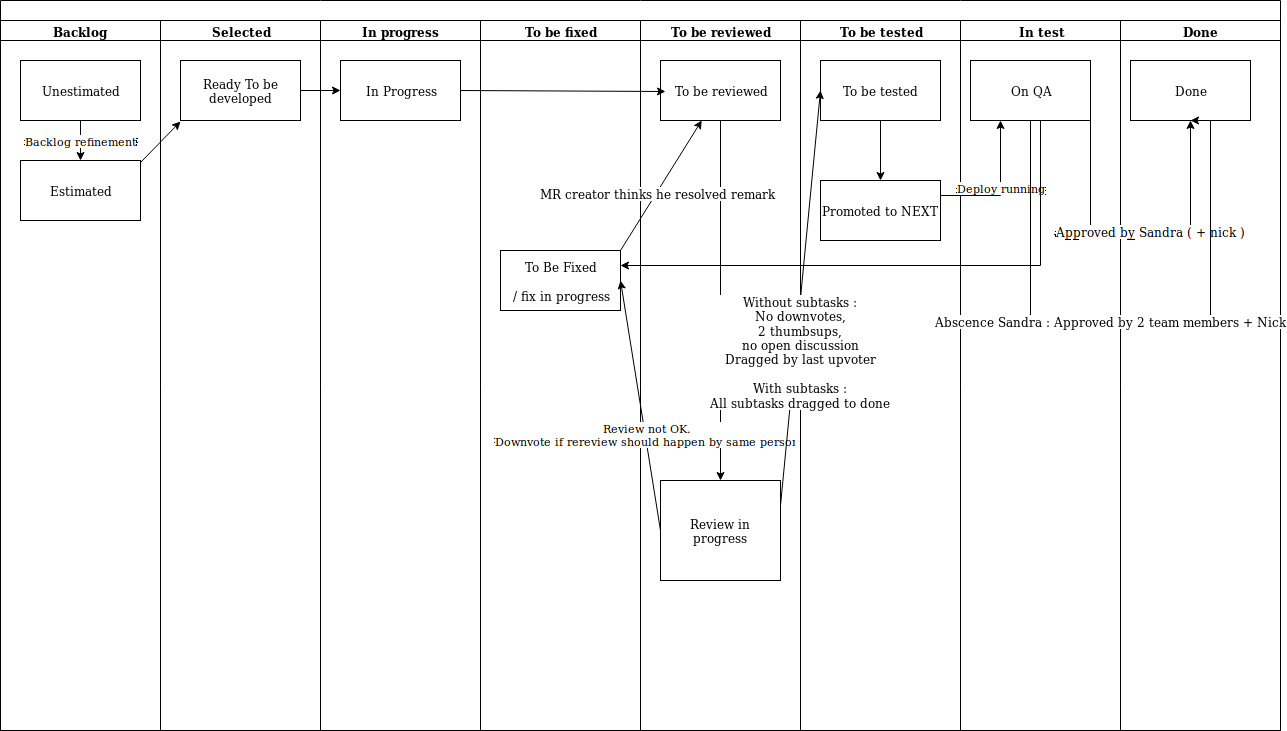 Backlog
Selected
In progress
To be fixed
To be reviewed
To be tested
In test
Done
Unestimated
Ready To be
developed
In Progress
To be reviewed
To be tested
On QA
Done
Backlog refinement
Estimated
Deploy running
MR creator thinks he resolved remark
Promoted to NEXT
Approved by Sandra ( + nick )
To Be Fixed
/ fix in progress
Without subtasks :
No downvotes,
2 thumbsups,
no open discussion
Dragged by last upvoter
With subtasks :
All subtasks dragged to done
Abscence Sandra : Approved by 2 team members + Nick
Review not OK.
Downvote if rereview should happen by same person
Review in
progress